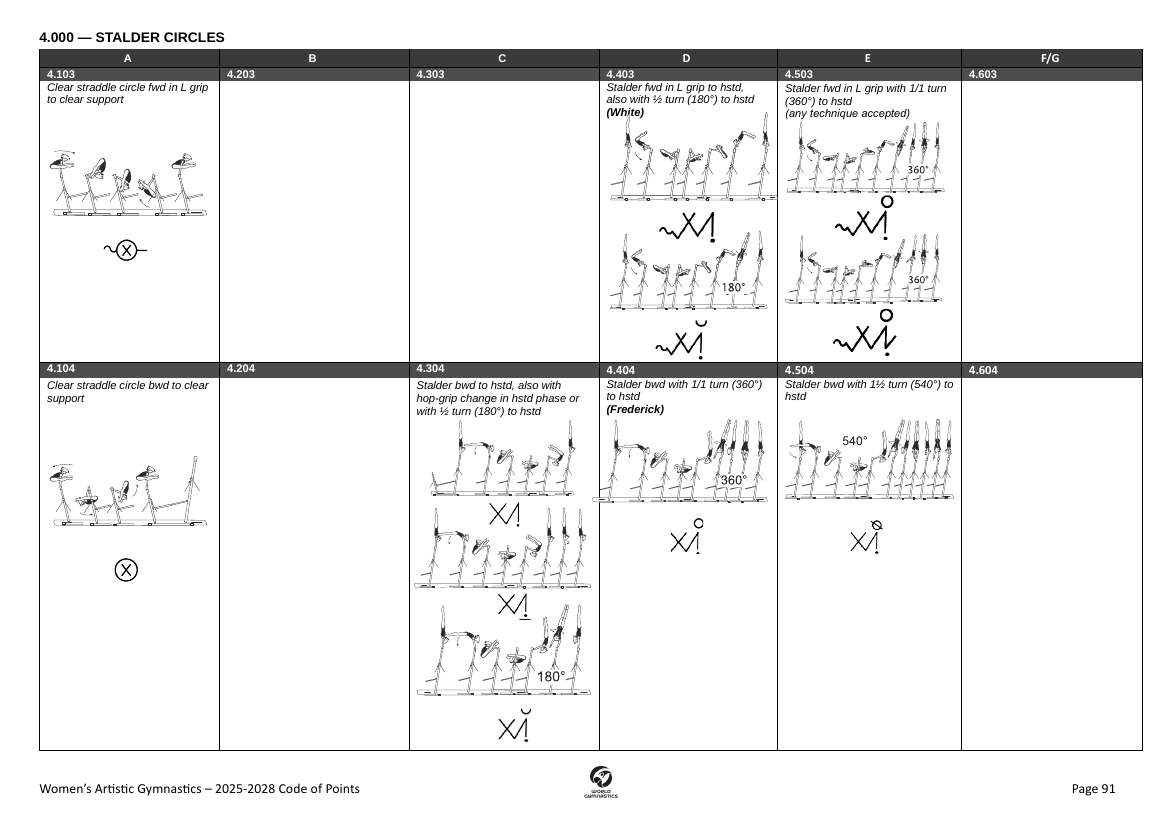 4.000 — STALDER CIRCLES
A B C D E F/G
4.103 4.203 4.303 4.403 4.503 4.603
Clear straddle circle fwd in L grip
to clear support
Stalder fwd in L grip to hstd,
also with ½ turn (180°) to hstd
(White)
180°
Stalder fwd in L grip with 1/1 turn
(360°) to hstd
(any technique accepted)
360°
360°
4.104 4.204 4.304 4.404 4.504 4.604
Clear straddle circle bwd to clear
support
Stalder bwd to hstd, also with
hop-grip change in hstd phase or
with ½ turn (180°) to hstd
180°
Stalder bwd with 1/1 turn (360°)
to hstd
(Frederick)
360°
Stalder bwd with 1½ turn (540°) to
hstd
540°
Women's Artistic Gymnastics – 2025-2028 Code of Points
WORLD
GYMNASTICS
Page 91